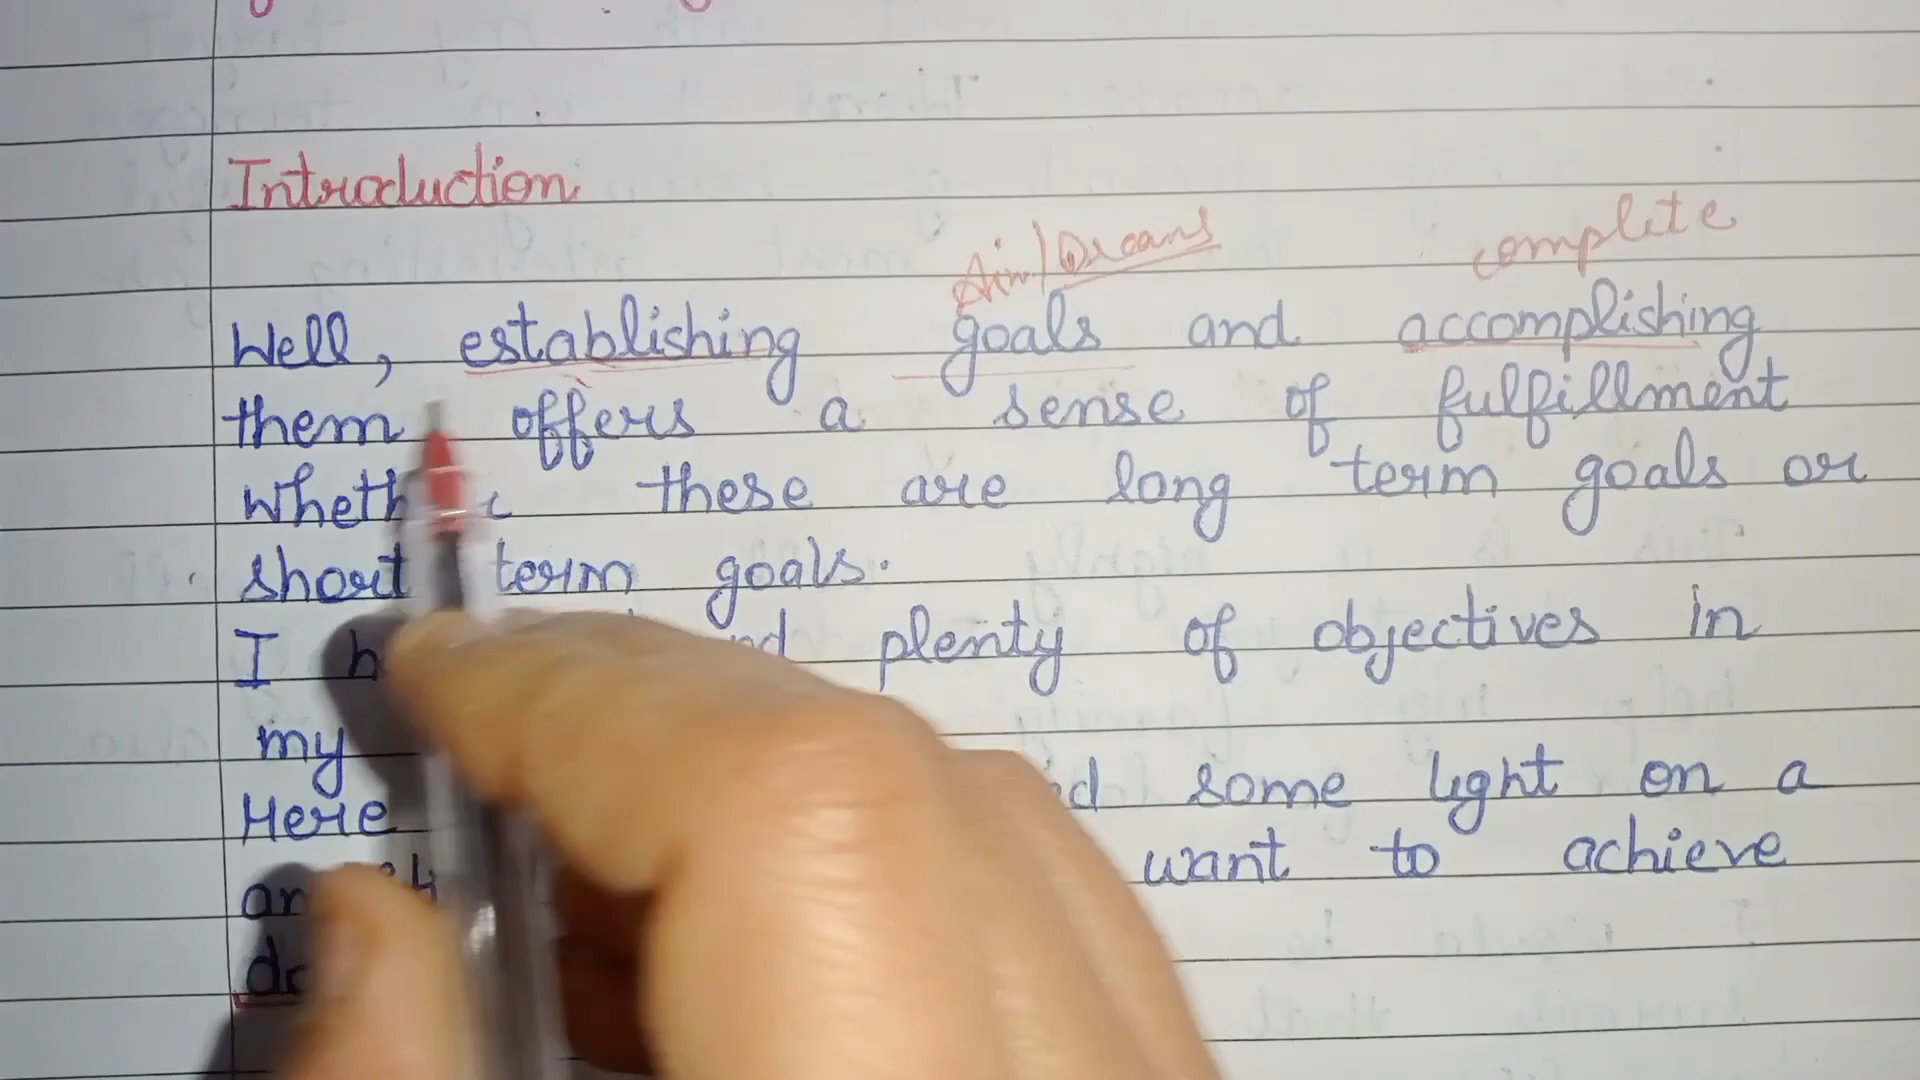 Introduction
Aim/Dreams complete
Well, establishing goals and accomplishing
them offers a sense of fulfillment
these are long term goals or
short term goals.
I plenty of objectives in
my
Here some light on a
want to achieve